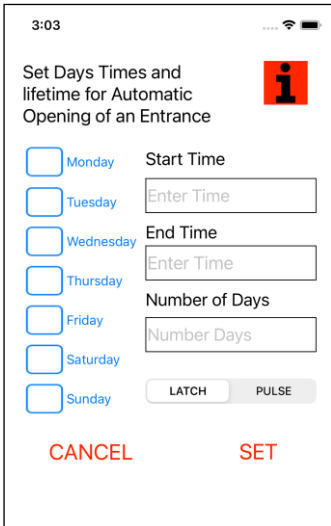 3:03
Set Days Times and
lifetime for Automatic
Opening of an Entrance
i
Monday
Tuesday
Wednesday
Thursday
Friday
Saturday
Sunday
Start Time
Enter Time
End Time
Enter Time
Number of Days
Number Days
LATCH PULSE
CANCEL SET